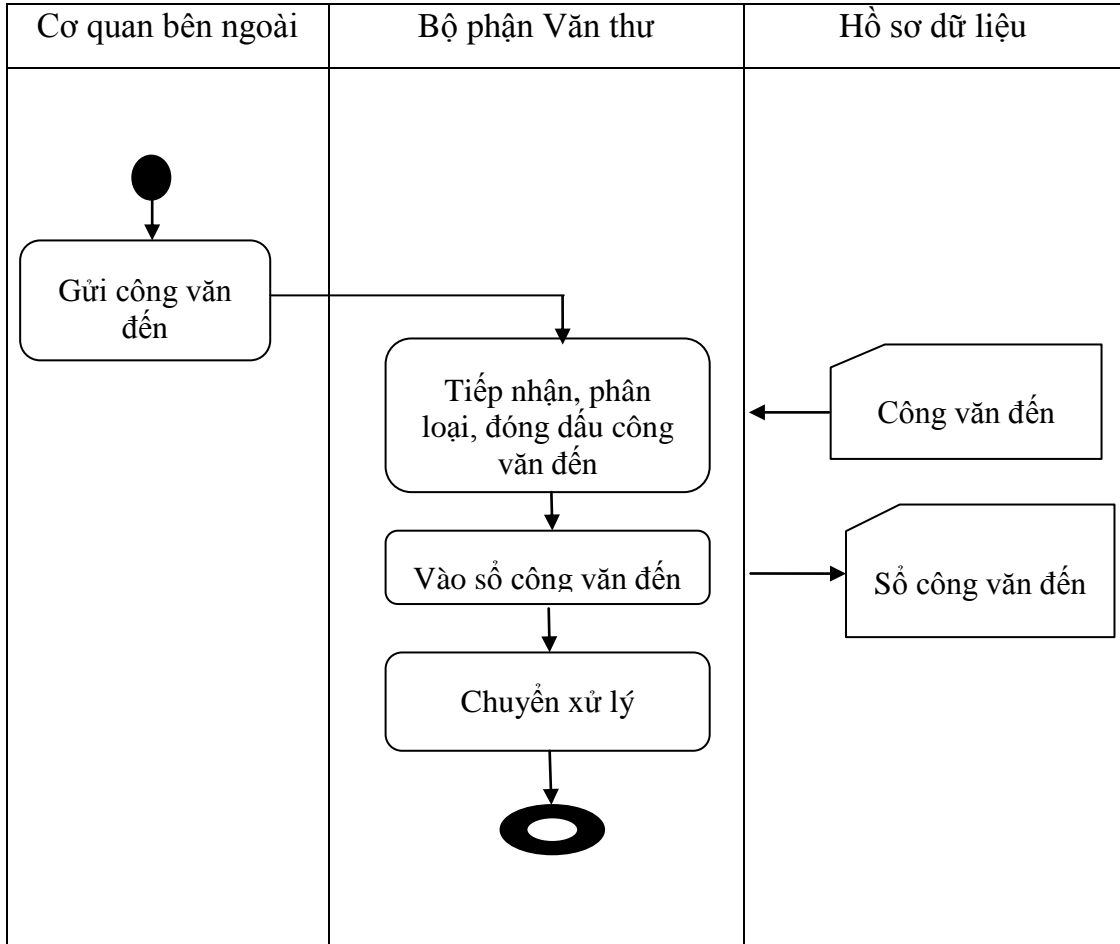 Cơ quan bên ngoài
Bộ phận Văn thư
Hồ sơ dữ liệu
Gửi công văn
đến
Tiếp nhận, phân
loại, đóng dấu công
văn đến
Công văn đến
Vào sổ công văn đến
Sổ công văn đến
Chuyển xử lý